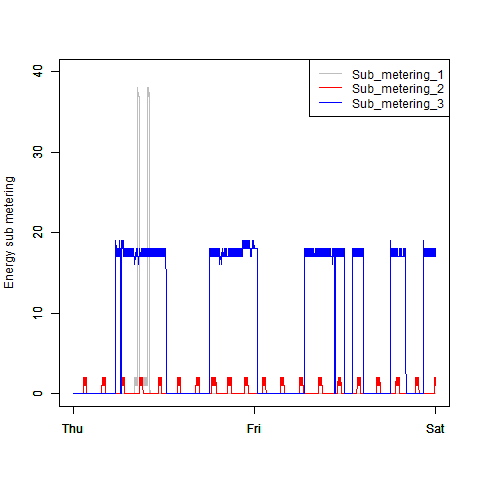 Sub_metering_1
Sub_metering_2
Sub_metering_3
Energy sub metering
40
30
20
10
0
Thu Fri Sat